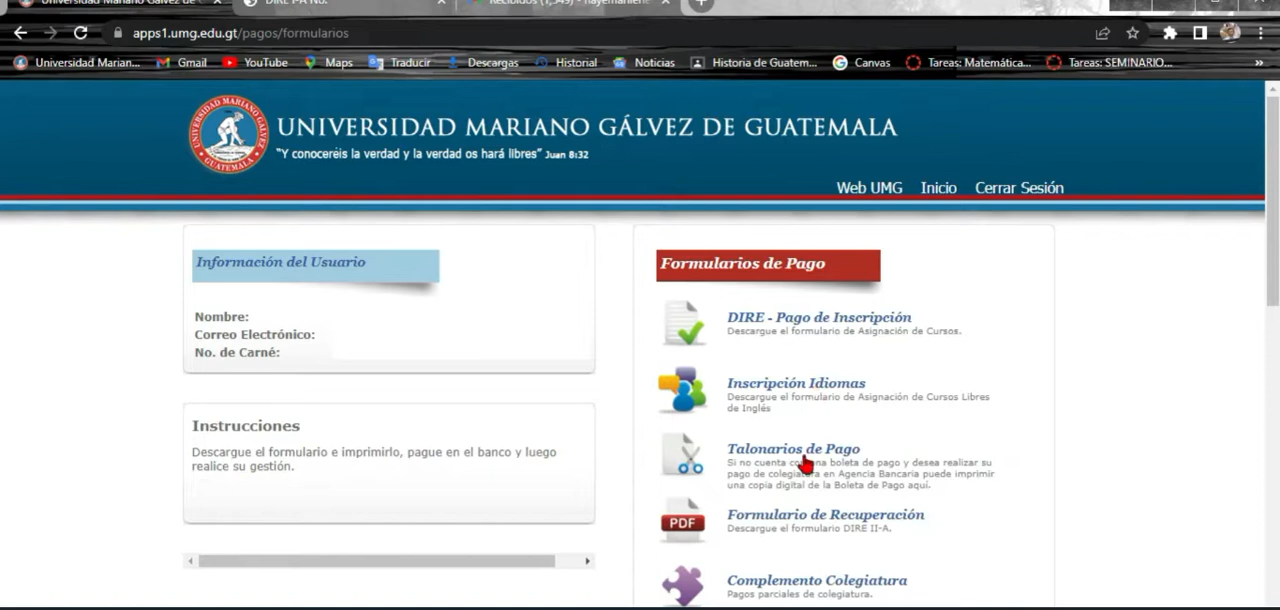 Universidad Mariano Gálvez de
DIRE I-A No.
apps1.umg.edu.gt/pagos/formularios
Universidad Marian...
Gmail
YouTube
Maps
Traducir
Descargas
Historial
Noticias
Historia de Guatem...
Canvas
Tareas: Matemática...
Tareas: SEMINARIO...
»
UNIVERSIDAD MARIANO GÁLVEZ DE GUATEMALA
"Y conoceréis la verdad y la verdad os hará libres" Juan 8:32
Web UMG Inicio Cerrar Sesión
Información del Usuario
Nombre:
Correo Electrónico:
No. de Carné:
Instrucciones
Descargue el formulario e imprimirlo, pague en el banco y luego
realice su gestión.
Formularios de Pago
DIRE - Pago de Inscripción
Descargue el formulario de Asignación de Cursos.
Inscripción Idiomas
Descargue el formulario de Asignación de Cursos Libres
de Inglés
Talonarios de Pago
Si no cuenta con una boleta de pago y desea realizar su
pago de colegiatura en Agencia Bancaria puede imprimir
una copia digital de la Boleta de Pago aquí.
PDF
Formulario de Recuperación
Descargue el formulario DIRE II-A.
Complemento Colegiatura
Pagos parciales de colegiatura.